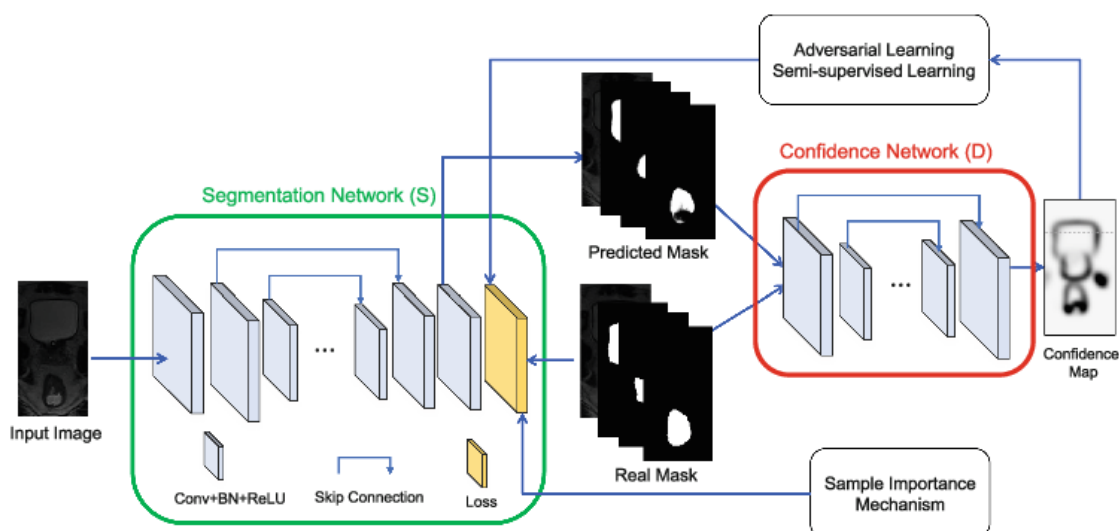 Adversarial Learning
Semi-supervised Learning
Confidence Network (D)
Segmentation Network (S)
Predicted Mask
...
...
Confidence
Map
Input Image
Real Mask
Conv+BN+ReLU
Skip Connection
Loss
Sample Importance
Mechanism